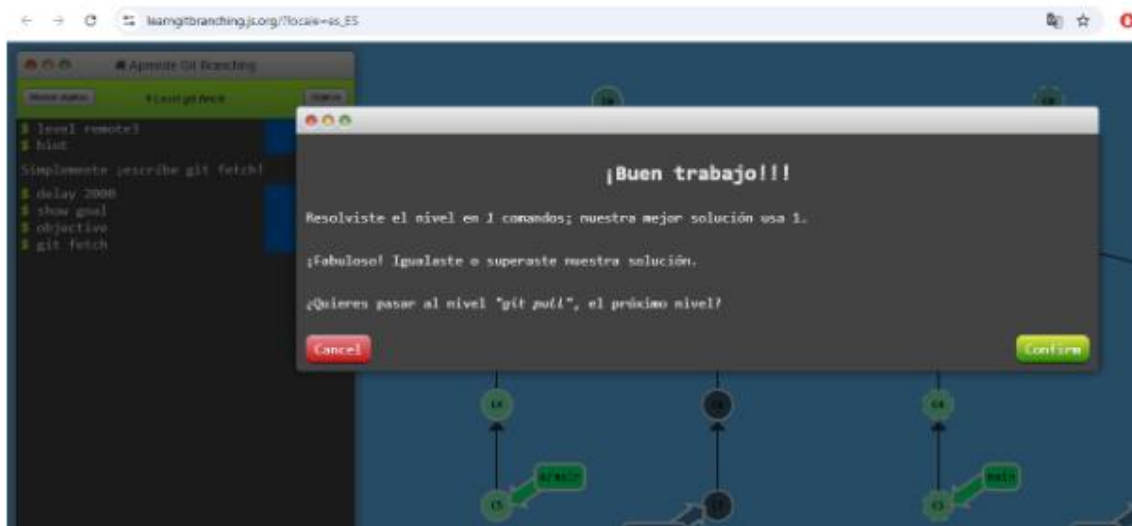 learngitbranching.js.org/?locale=es_ES
Aprende Git Branching
$ level remote3
$ hint
Simplemente ¡escribe git fetch!
$ delay 2000
$ show goal
$ objective
$ git fetch
¡Buen trabajo!!!
Resolviste el nivel en 1 comandos; nuestra mejor solución usa 1.
¡Fabuloso! Igualaste o superaste nuestra solución.
¿Quieres pasar al nivel "git pull", el próximo nivel?
Cancel
Confirm
o/main
main